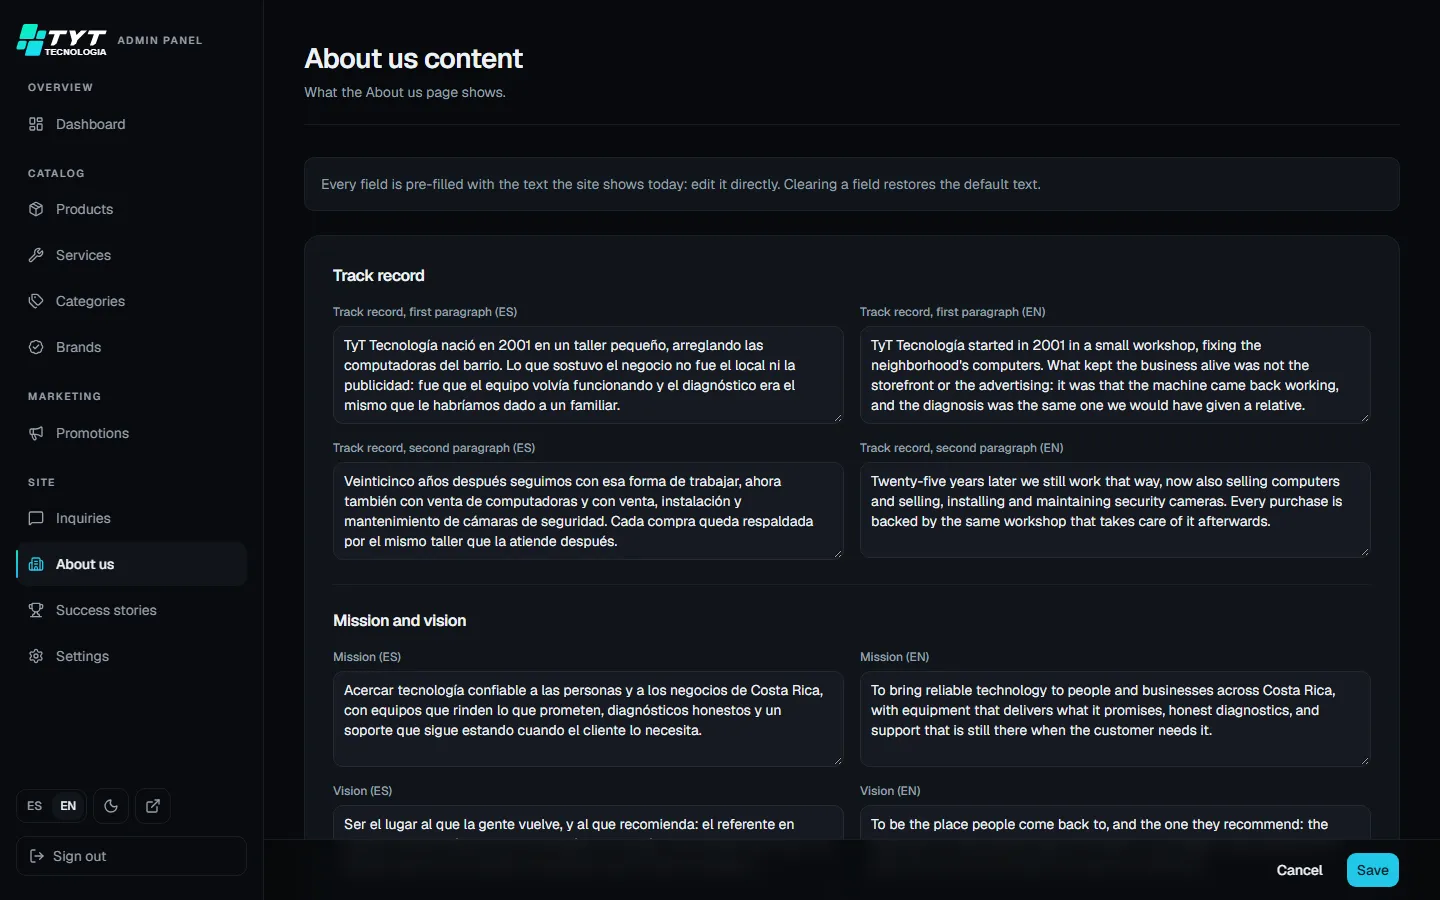 TYT
TECNOLOGIA
ADMIN PANEL
OVERVIEW
Dashboard
CATALOG
Products
Services
Categories
Brands
MARKETING
Promotions
SITE
Inquiries
About us
Success stories
Settings
ES EN
Sign out
About us content
What the About us page shows.
Every field is pre-filled with the text the site shows today: edit it directly. Clearing a field restores the default text.
Track record
Track record, first paragraph (ES)
TyT Tecnología nació en 2001 en un taller pequeño, arreglando las
computadoras del barrio. Lo que sostuvo el negocio no fue el local ni la
publicidad: fue que el equipo volvía funcionando y el diagnóstico era el
mismo que le habríamos dado a un familiar.
Track record, first paragraph (EN)
TyT Tecnología started in 2001 in a small workshop, fixing the
neighborhood's computers. What kept the business alive was not the
storefront or the advertising: it was that the machine came back working,
and the diagnosis was the same one we would have given a relative.
Track record, second paragraph (ES)
Veinticinco años después seguimos con esa forma de trabajar, ahora
también con venta de computadoras y con venta, instalación y
mantenimiento de cámaras de seguridad. Cada compra queda respaldada
por el mismo taller que la atiende después.
Track record, second paragraph (EN)
Twenty-five years later we still work that way, now also selling computers
and selling, installing and maintaining security cameras. Every purchase is
backed by the same workshop that takes care of it afterwards.
Mission and vision
Mission (ES)
Acercar tecnología confiable a las personas y a los negocios de Costa Rica,
con equipos que rinden lo que prometen, diagnósticos honestos y un
soporte que sigue estando cuando el cliente lo necesita.
Mission (EN)
To bring reliable technology to people and businesses across Costa Rica,
with equipment that delivers what it promises, honest diagnostics, and
support that is still there when the customer needs it.
Vision (ES)
Ser el lugar al que la gente vuelve, y al que recomienda: el referente en
Vision (EN)
To be the place people come back to, and the one they recommend: the
Cancel
Save